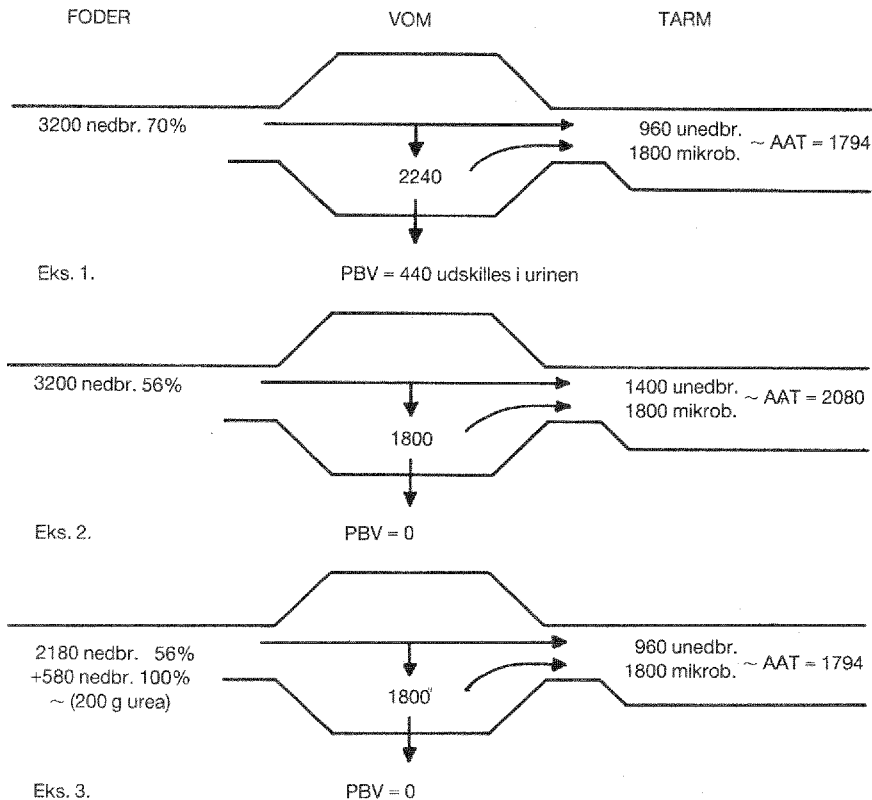 FODER VOM TARM
3200 nedbr. 70%
960 unedbr.
1800 mikrob.
~ AAT = 1794
2240
Eks. 1. PBV = 440 udskilles i urinen
3200 nedbr. 56%
1400 unedbr.
1800 mikrob.
~ AAT = 2080
1800
Eks. 2. PBV = 0
2180 nedbr. 56%
+580 nedbr. 100%
~ (200 g urea)
960 unedbr.
1800 mikrob.
~ AAT = 1794
1800
Eks. 3. PBV = 0